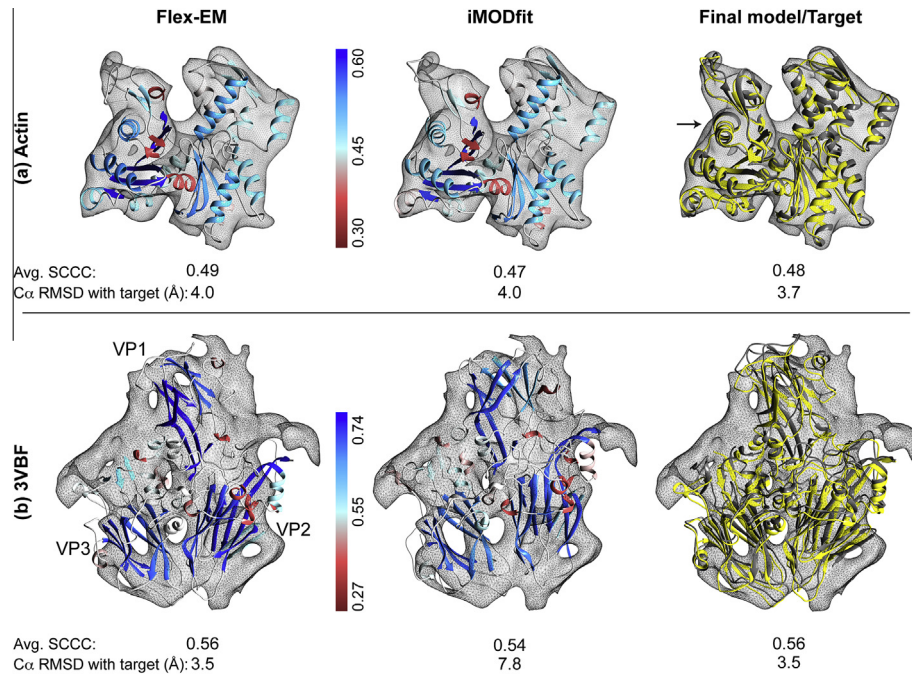 Flex-EM iMODfit Final model/Target
(a) Actin
0.60
0.45
0.30
Avg. SCCC: 0.49 0.47 0.48
Cα RMSD with target (Å): 4.0 4.0 3.7
(b) 3VBF
VP1
VP2
VP3
0.74
0.55
0.27
Avg. SCCC: 0.56 0.54 0.56
Cα RMSD with target (Å): 3.5 7.8 3.5